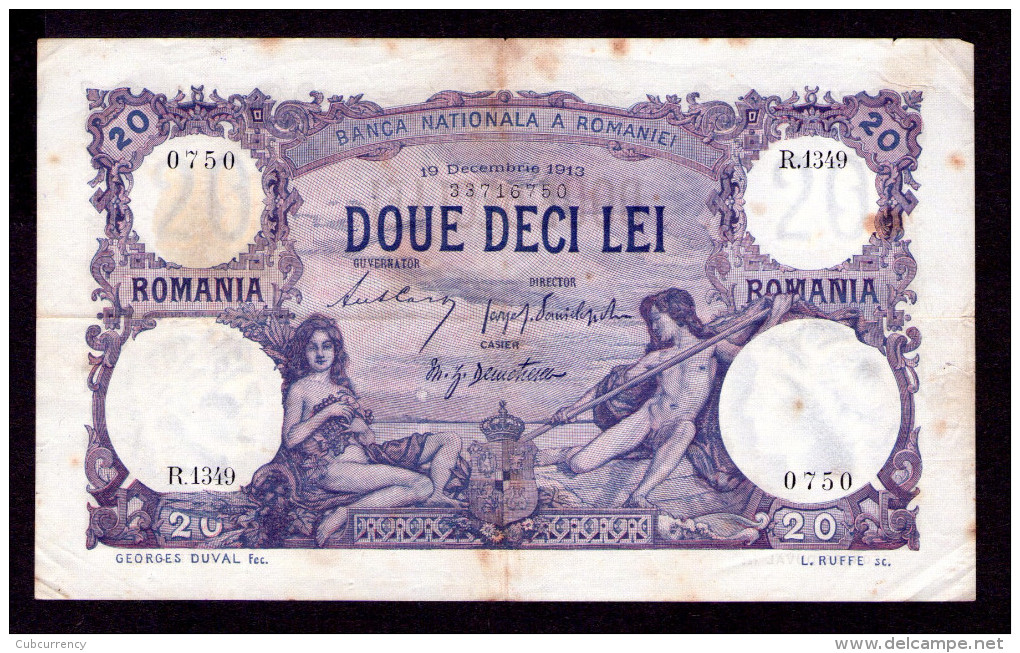 20
BANCA NATIONALA A ROMANIEI
20
0750
19 Decembrie 1913
R.1349
33716750
DOUE DECI LEI
GUVERNATOR
DIRECTOR
ROMANIA
ROMANIA
CASIER
R.1349
0750
20
20
GEORGES DUVAL fec.
L. RUFFE sc.
Cubcurrency
www.delcampe.net